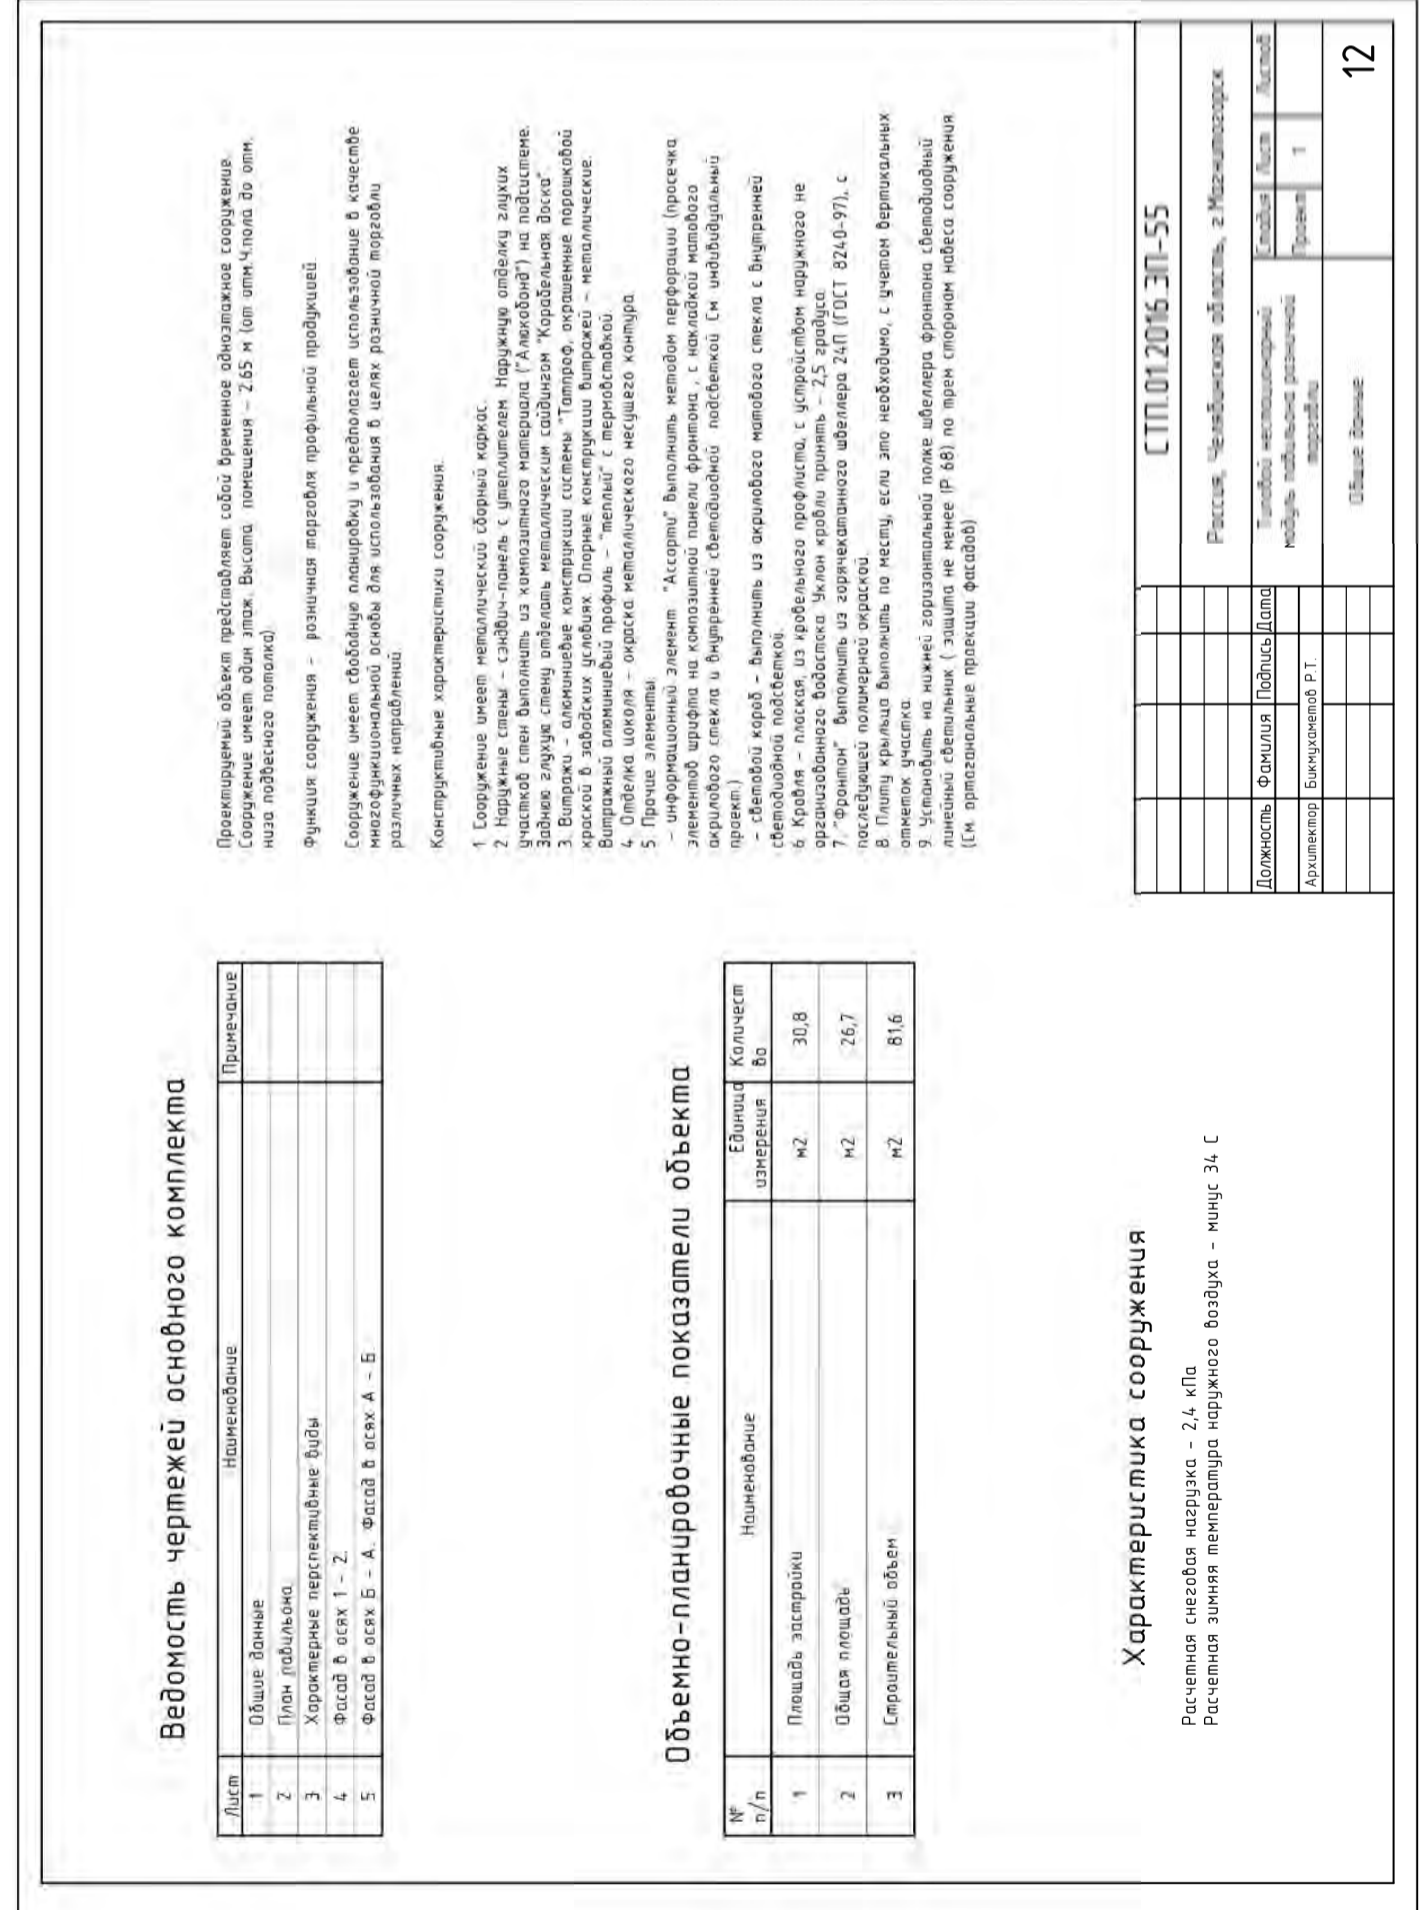 Ведомость чертежей основного комплекта
Лист Наименование Примечание
1 Общие данные
2 План павильона
3 Характерные перспективные виды
4 Фасад в осях 1 - 2.
5 Фасад в осях Б - А. Фасад в осях А - Б
Объемно-планировочные показатели объекта
№ п/п Наименование Единица измерения Количест во
1 Площадь застройки м2 30,8
2 Общая площадь м2 26,7
3 Строительный объем м2 81,6
Характеристика сооружения
Расчетная снеговая нагрузка - 2,4 кПа
Расчетная зимняя температура наружного воздуха - минус 34 С
Проектируемый объект представляет собой временное одноэтажное сооружение.
Сооружение имеет один этаж. Высота помещения - 2.65 м (от отм.Ч.пола до отм.
низа подвесного потолка).
Функция сооружения - розничная торговля профильной продукцией
Сооружение имеет свободную планировку и предполагает использование в качестве
многофункциональной основы для использования в целях розничной торговли
различных направлений.
Конструктивные характеристики сооружения:
1 Сооружение имеет металлический сборный каркас.
2. Наружные стены - сэндвич-панель с утеплителем. Наружную отделку глухих
участков стен выполнить из композитного материала ("Алюкобонд") на подсистеме.
Заднюю глухую стену отделать металлическим сайдингом "Корабельная доска".
3. Витражи - алюминиевые конструкции системы "Татпроф, окрашенные порошковой
краской в заводских условиях. Опорные конструкции витражей - металлические.
Витражный алюминиевый профиль - "теплый" с термовставкой.
4. Отделка цоколя - окраска металлического несущего контура.
5. Прочие элементы:
- информационный элемент "Ассорти" выполнить методом перфорации (просечка
элементов шрифта на композитной панели фронтона , с накладкой матового
акрилового стекла и внутренней светодиодной подсветкой. См индивидуальный
проект.)
- световой короб - выполнить из акрилового матового стекла с внутренней
светодиодной подсветкой.
6. Кровля - плоская, из кровельного профлиста, с устройством наружного не
организованного водостока. Уклон кровли принять - 2,5 градуса.
7. "Фронтон" выполнить из горячекатанного швеллера 24П (ГОСТ 8240-97), с
последующей полимерной окраской.
8. Плиту крыльца выполнить по месту, если это необходимо, с учетом вертикальных
отметок участка.
9. Установить на нижней горизонтальной полке швеллера фронтона светодиодный
линейный светильник ( защита не менее IP 68) по трем сторонам навеса сооружения.
(См. ортогональные проекции фасадов)
СТП.01.2016.ЭП-55
Россия, Челябинская область, г.Магнитогорск
Должность Фамилия Подпись Дата
Архитектор Бикмухаметов Р.Т.
Типовой нестационарный
модуль павильона розничной
торговли
Стадия Лист Листов
Проект 1
Общие данные
12